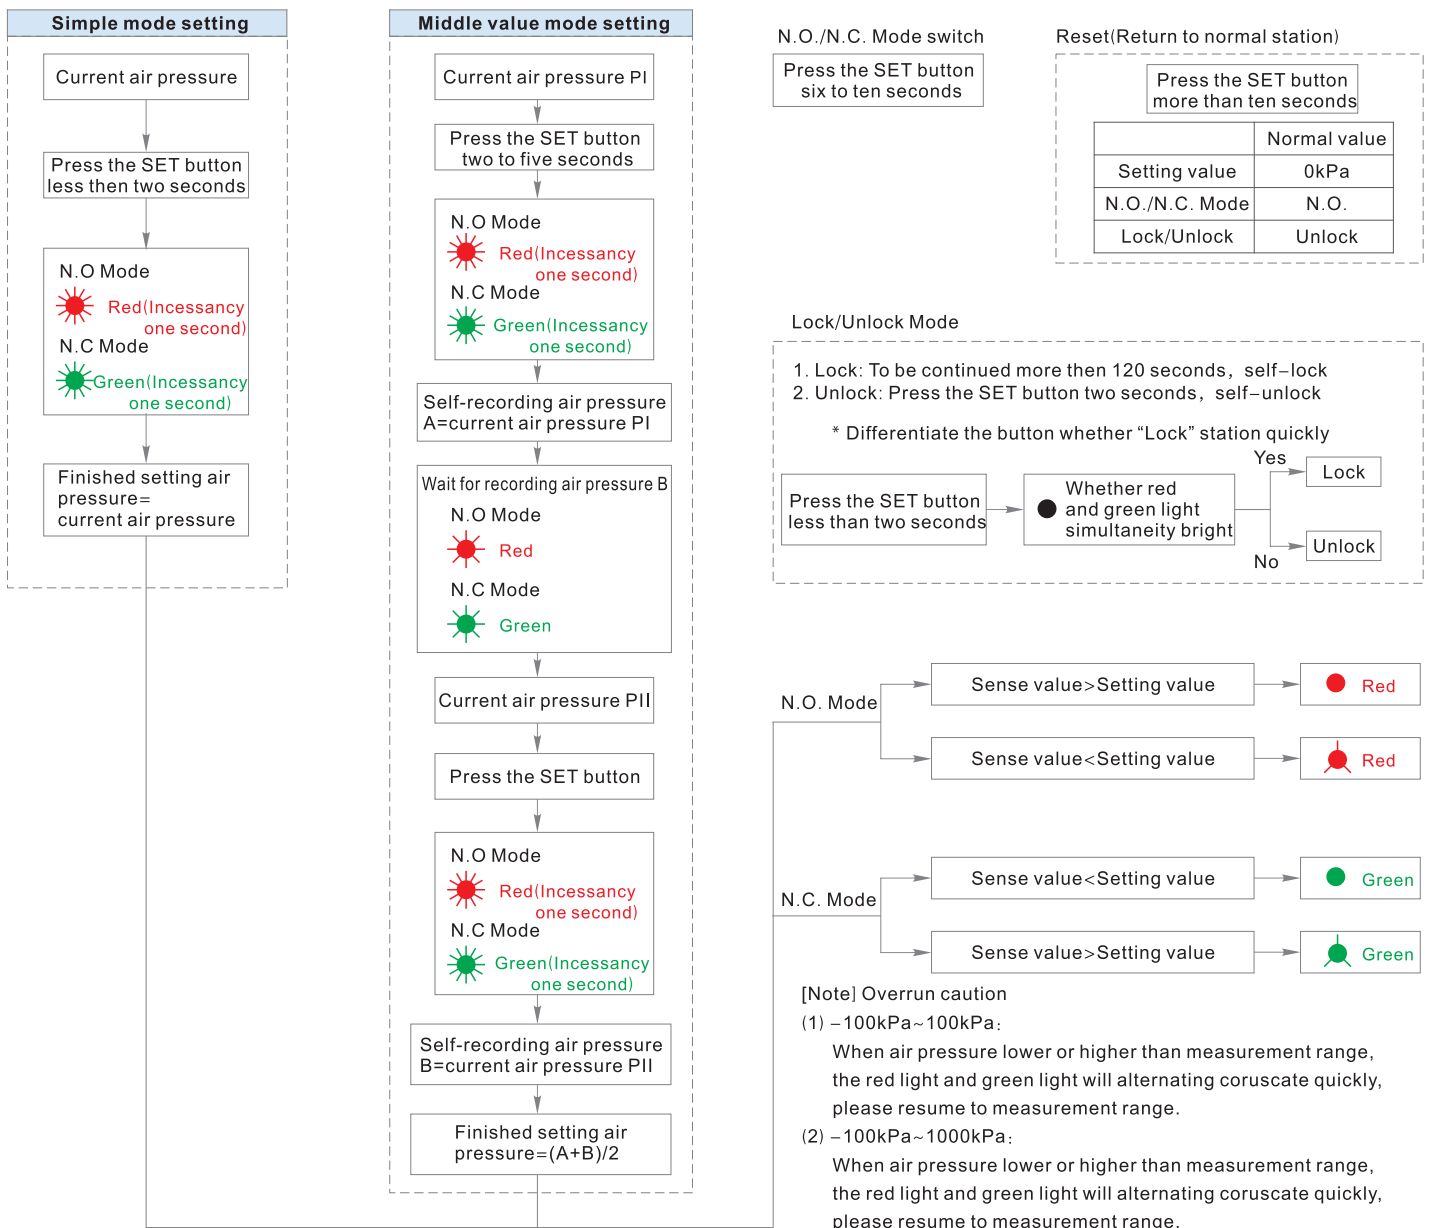 Simple mode setting
Current air pressure
Press the SET button
less then two seconds
N.O Mode
Red(Incessancy
one second)
N.C Mode
Green(Incessancy
one second)
Finished setting air
pressure=
current air pressure
Middle value mode setting
Current air pressure PI
Press the SET button
two to five seconds
N.O Mode
Red(Incessancy
one second)
N.C Mode
Green(Incessancy
one second)
Self-recording air pressure
A=current air pressure PI
Wait for recording air pressure B
N.O Mode
Red
N.C Mode
Green
Current air pressure PII
Press the SET button
N.O Mode
Red(Incessancy
one second)
N.C Mode
Green(Incessancy
one second)
Self-recording air pressure
B=current air pressure PII
Finished setting air
pressure=(A+B)/2
N.O./N.C. Mode switch
Press the SET button
six to ten seconds
Reset(Return to normal station)
Press the SET button
more than ten seconds
Normal value
Setting value 0kPa
N.O./N.C. Mode N.O.
Lock/Unlock Unlock
Lock/Unlock Mode
1. Lock: To be continued more then 120 seconds, self-lock
2. Unlock: Press the SET button two seconds, self-unlock
* Differentiate the button whether “Lock” station quickly
Press the SET button
less than two seconds
Whether red
and green light
simultaneity bright
Yes
Lock
No
Unlock
N.O. Mode
Sense value>Setting value
Red
Sense value<Setting value
Red
N.C. Mode
Sense value<Setting value
Green
Sense value>Setting value
Green
[Note] Overrun caution
(1) -100kPa~100kPa:
When air pressure lower or higher than measurement range,
the red light and green light will alternating coruscate quickly,
please resume to measurement range.
(2) -100kPa~1000kPa:
When air pressure lower or higher than measurement range,
the red light and green light will alternating coruscate quickly,
please resume to measurement range.